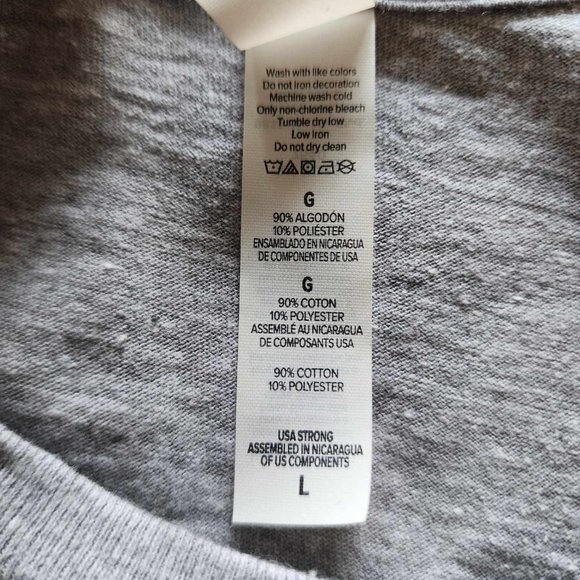 Wash with like colors
Do not iron decoration
Machine wash cold
Only non-chlorine bleach
Tumble dry low
Low iron
Do not dry clean
G
90% ALGODÓN
10% POLIÉSTER
ENSAMBLADO EN NICARAGUA
DE COMPONENTES DE USA
G
90% COTON
10% POLYESTER
ASSEMBLÉ AU NICARAGUA
DE COMPOSANTS USA
90% COTTON
10% POLYESTER
USA STRONG
ASSEMBLED IN NICARAGUA
OF US COMPONENTS
L